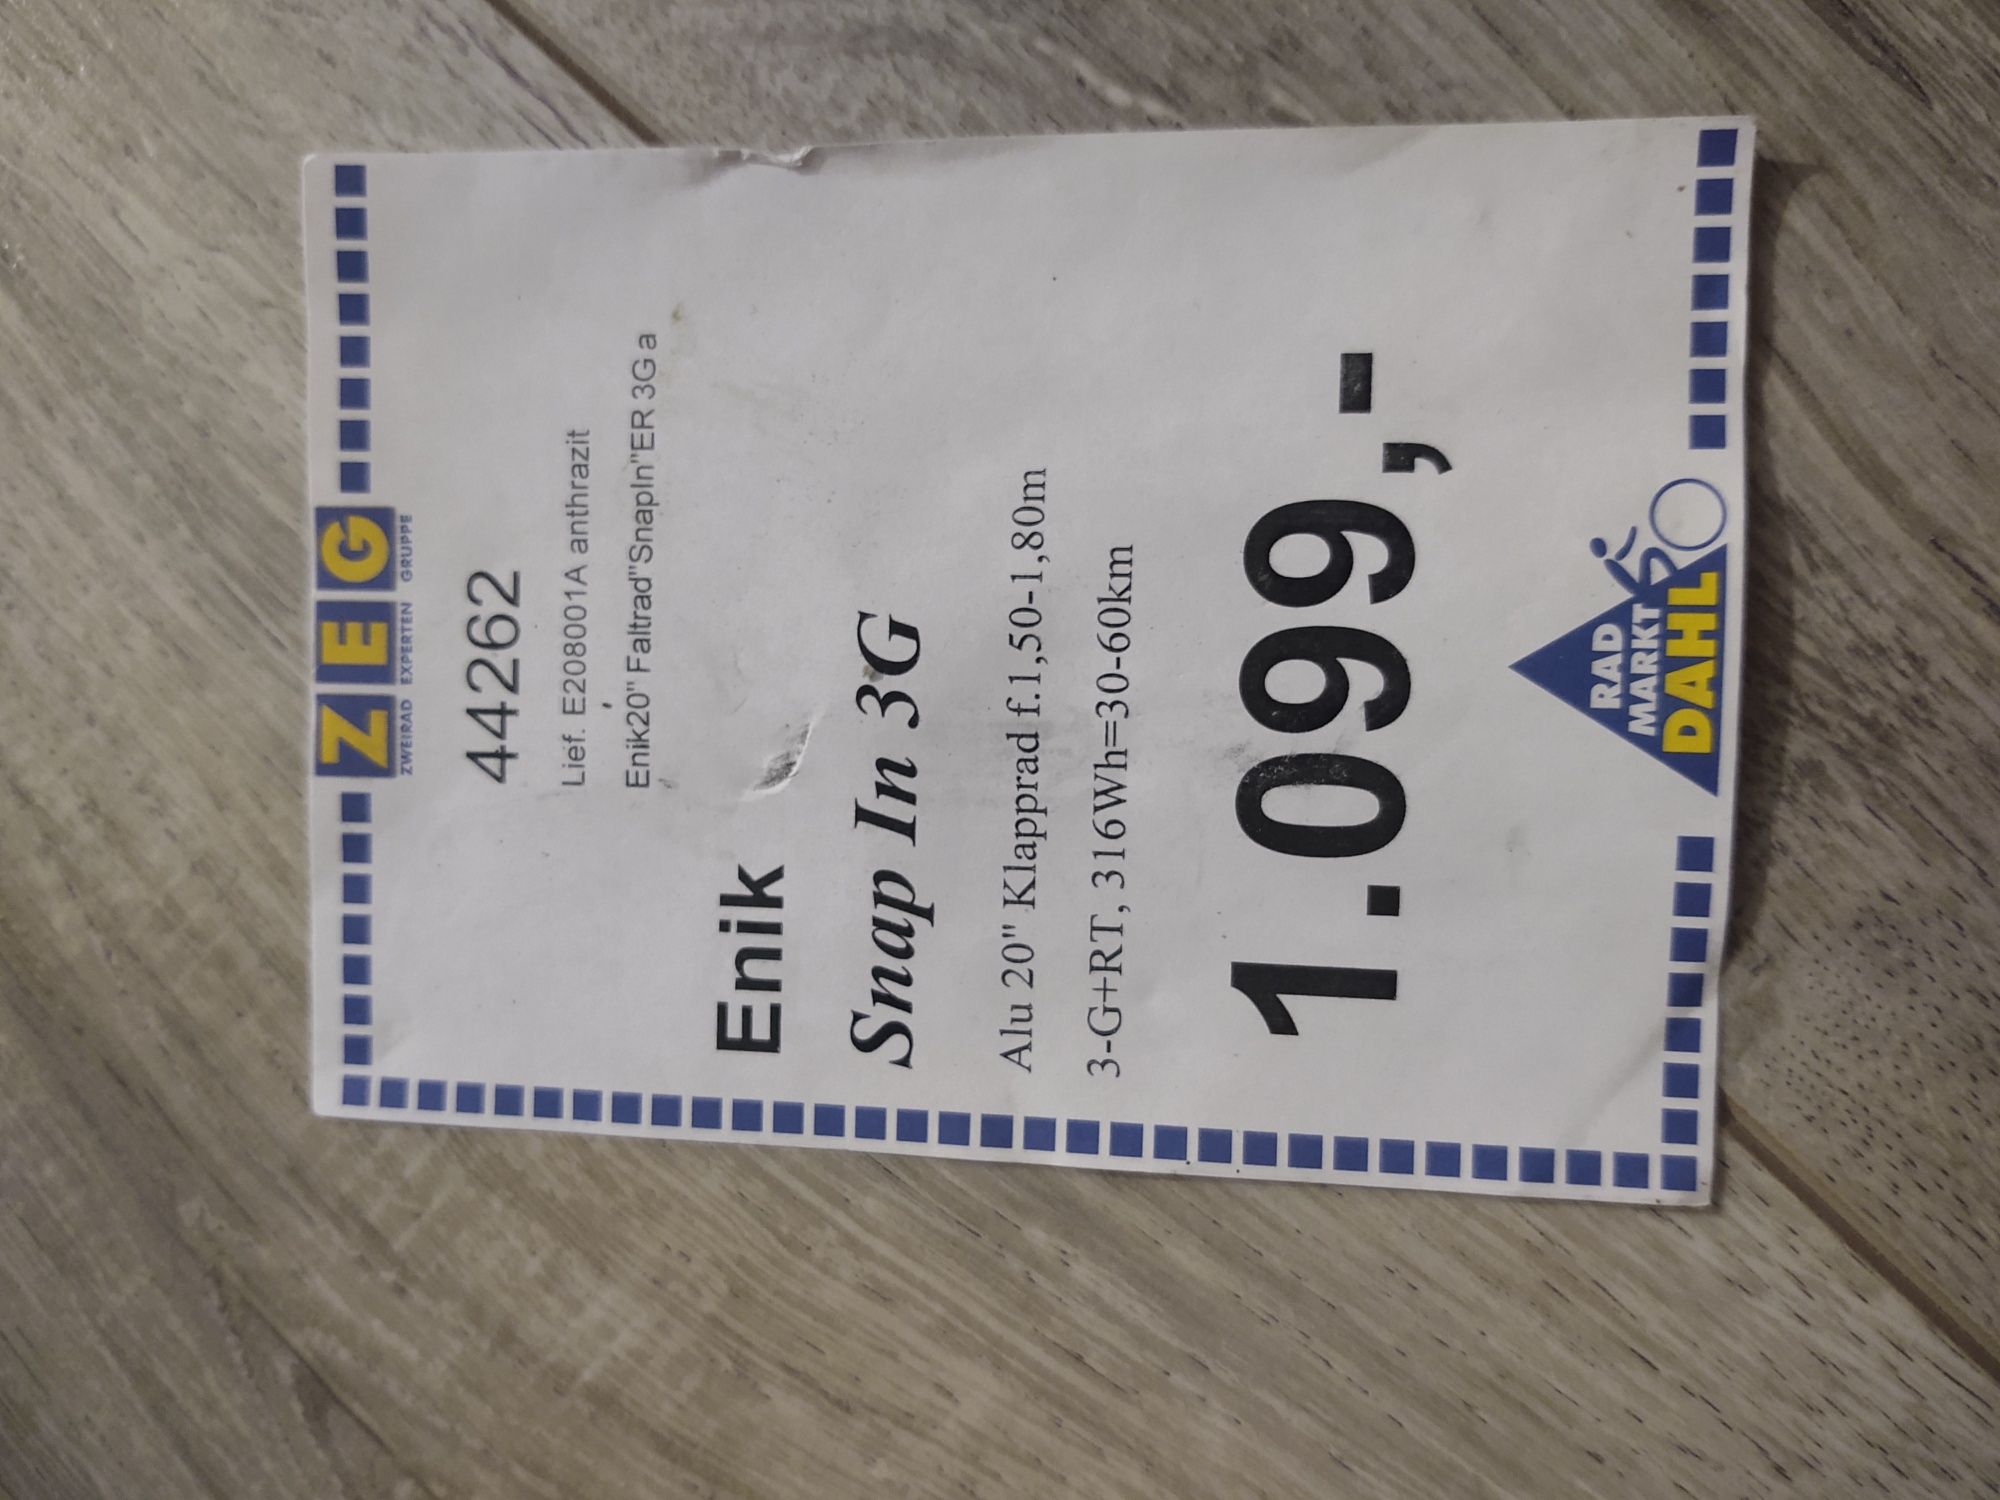 ZEG
ZWEIRAD EXPERTEN GRUPPE
44262
Lief. E208001A anthrazit
Enik20" Faltrad"SnapIn"ER 3G a
Enik
Snap In 3G
Alu 20" Klapprad f.1,50-1,80m
3-G+RT, 316Wh=30-60km
1.099,-
RAD
MARKT
DAHL